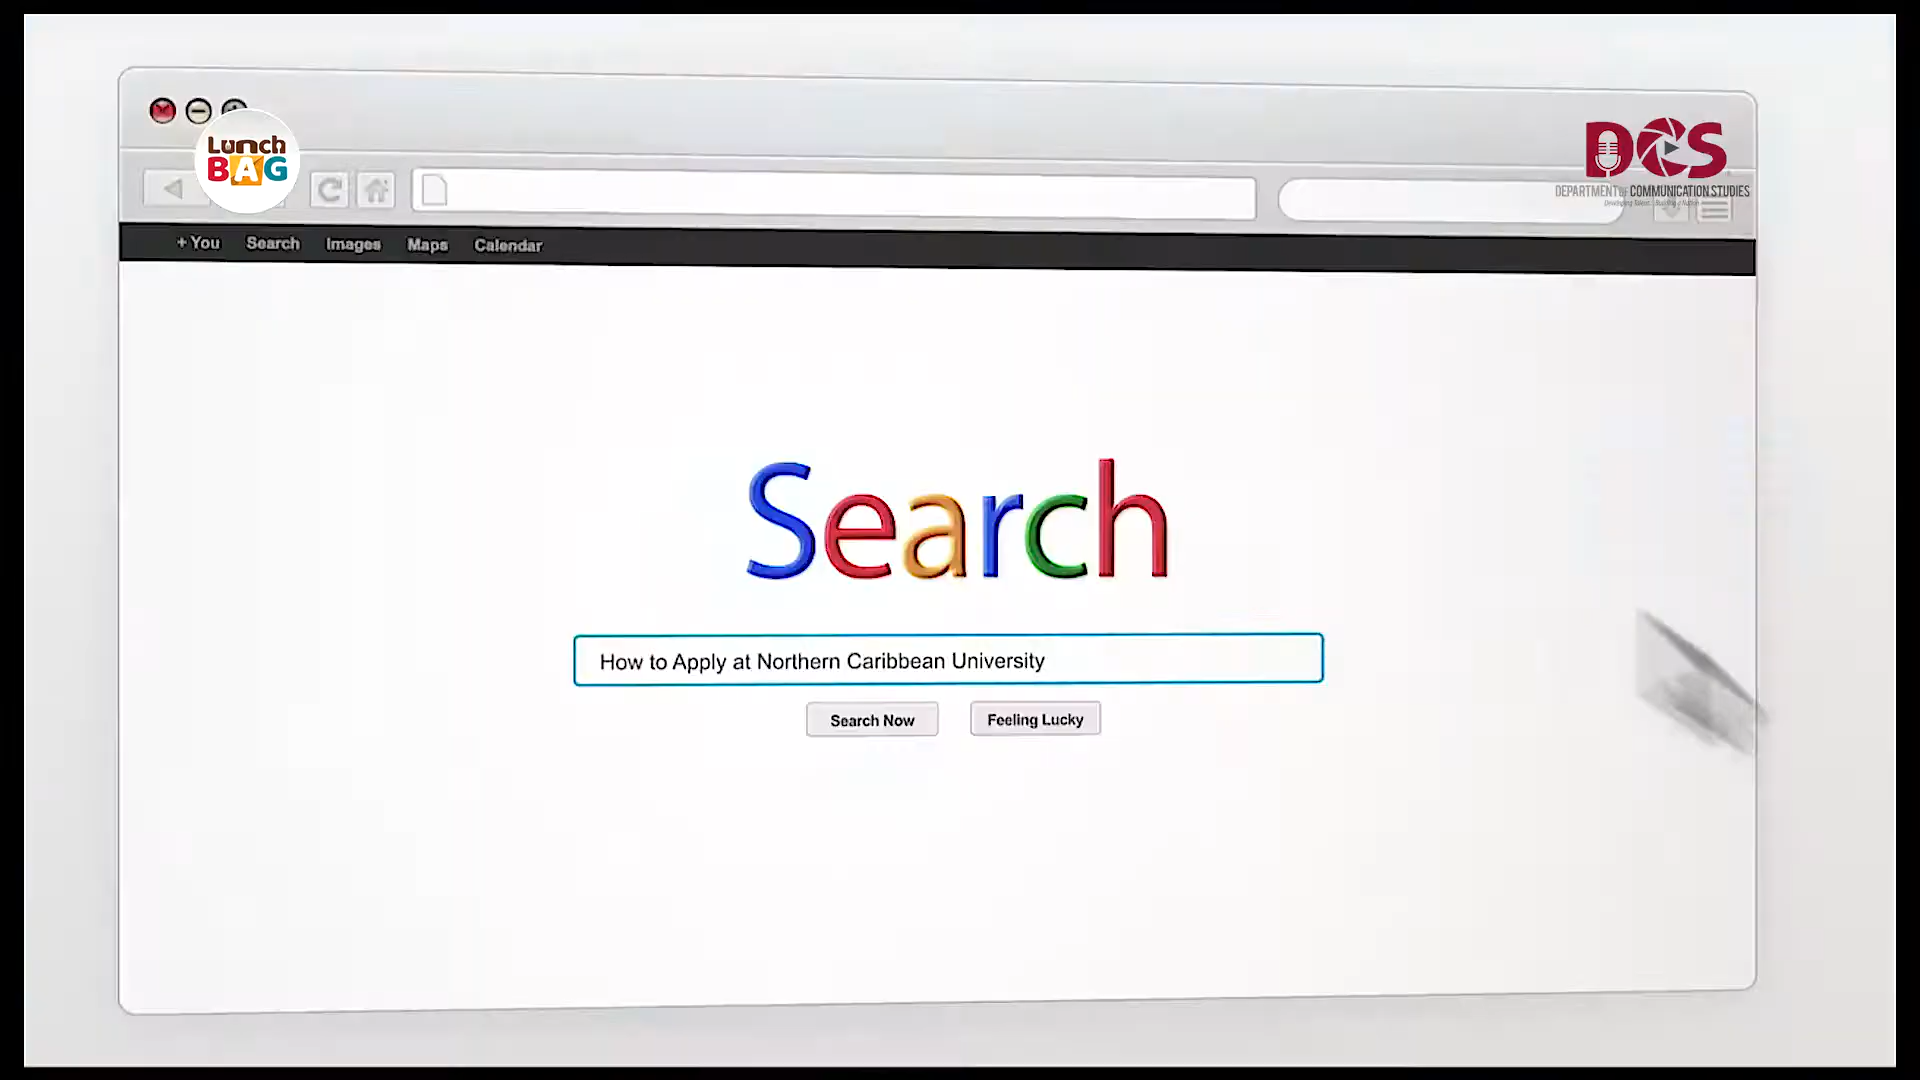 Lunch
BAG
DCS
DEPARTMENT OF COMMUNICATION STUDIES
+ You Search Images Maps Calendar
Search
How to Apply at Northern Caribbean University
Search Now Feeling Lucky